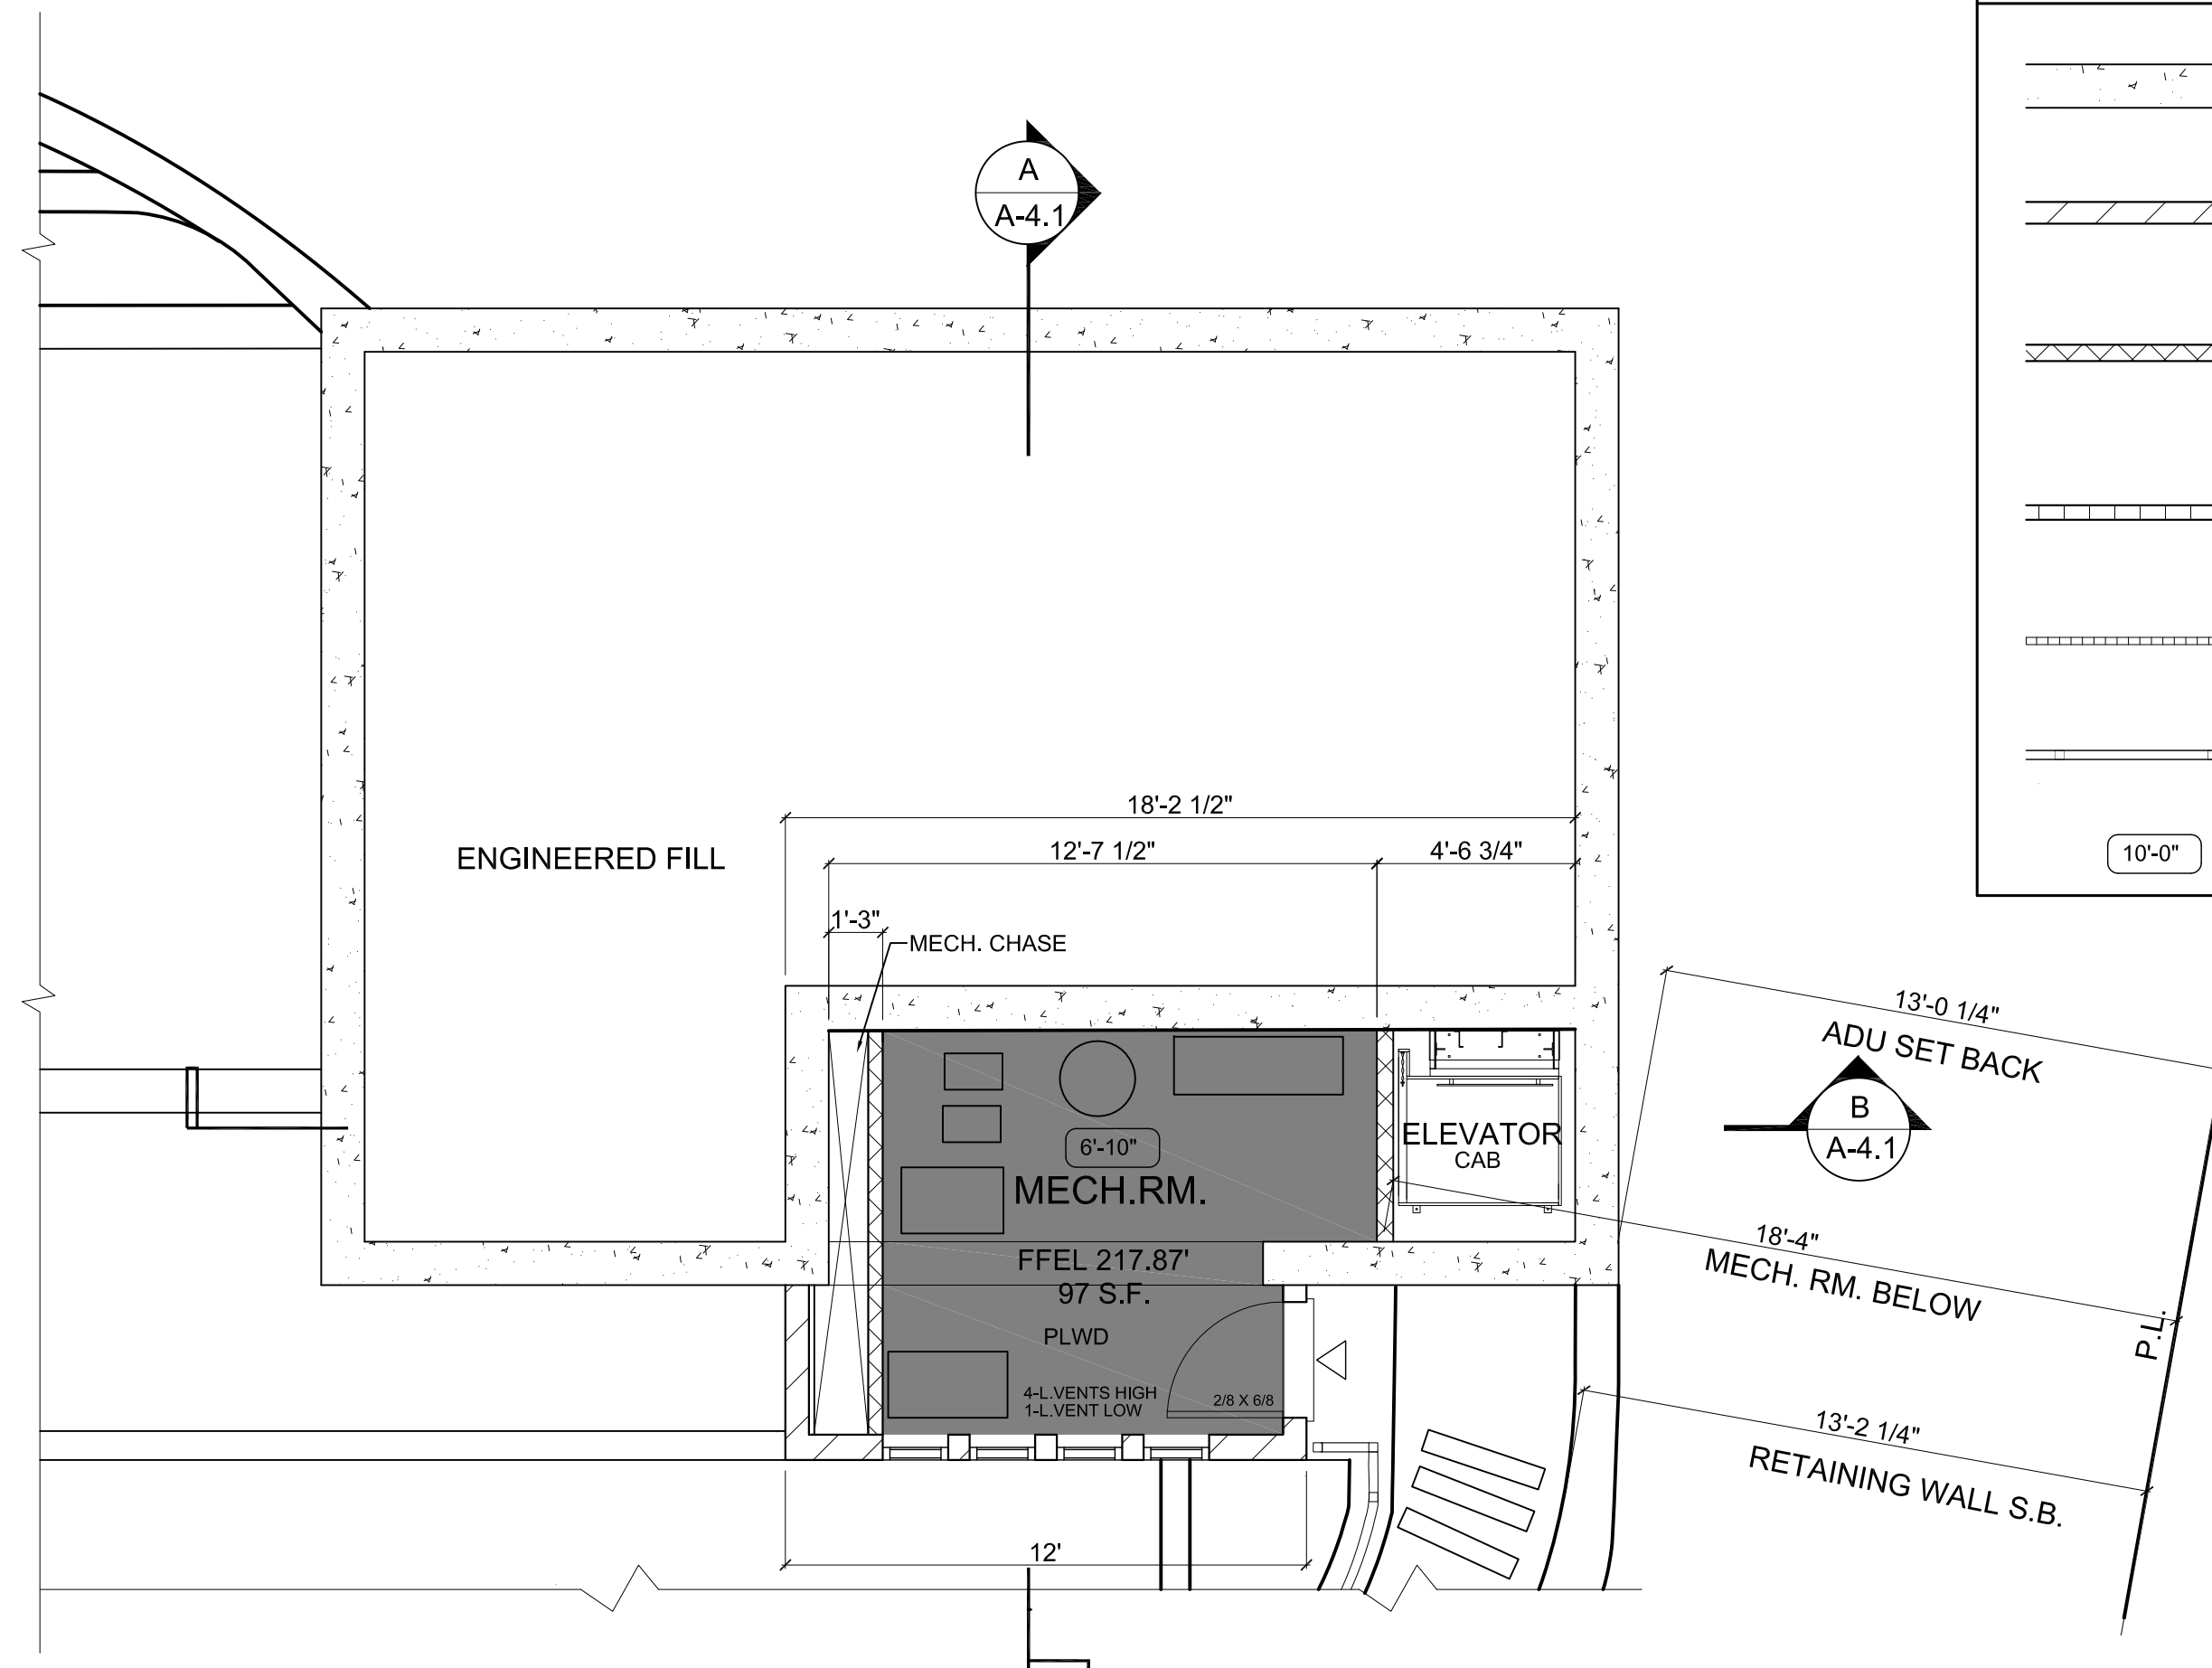 A
A-4.1
18'-2 1/2"
12'-7 1/2"
4'-6 3/4"
ENGINEERED FILL
10'-0"
1'-3"
MECH. CHASE
13'-0 1/4"
ADU SET BACK
B
A-4.1
6'-10"
MECH.RM.
ELEVATOR
CAB
18'-4"
MECH. RM. BELOW
FFEL 217.87'
97 S.F.
PLWD
P.L.
4-L.VENTS HIGH
1-L.VENT LOW
2/8 X 6/8
13'-2 1/4"
RETAINING WALL S.B.
12'